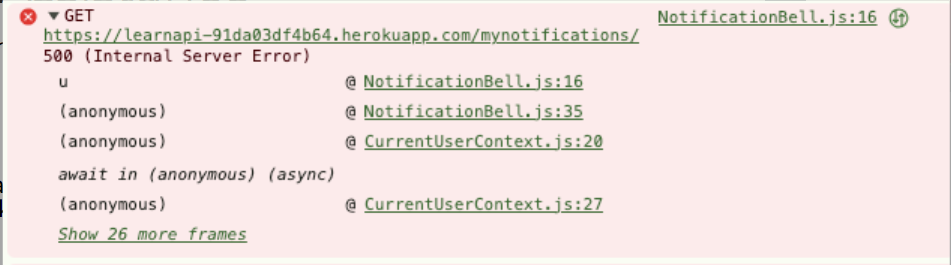 GET NotificationBell.js:16
https://learnapi-91da03df4b64.herokuapp.com/mynotifications/
500 (Internal Server Error)
u @ NotificationBell.js:16
(anonymous) @ NotificationBell.js:35
(anonymous) @ CurrentUserContext.js:20
await in (anonymous) (async)
(anonymous) @ CurrentUserContext.js:27
Show 26 more frames